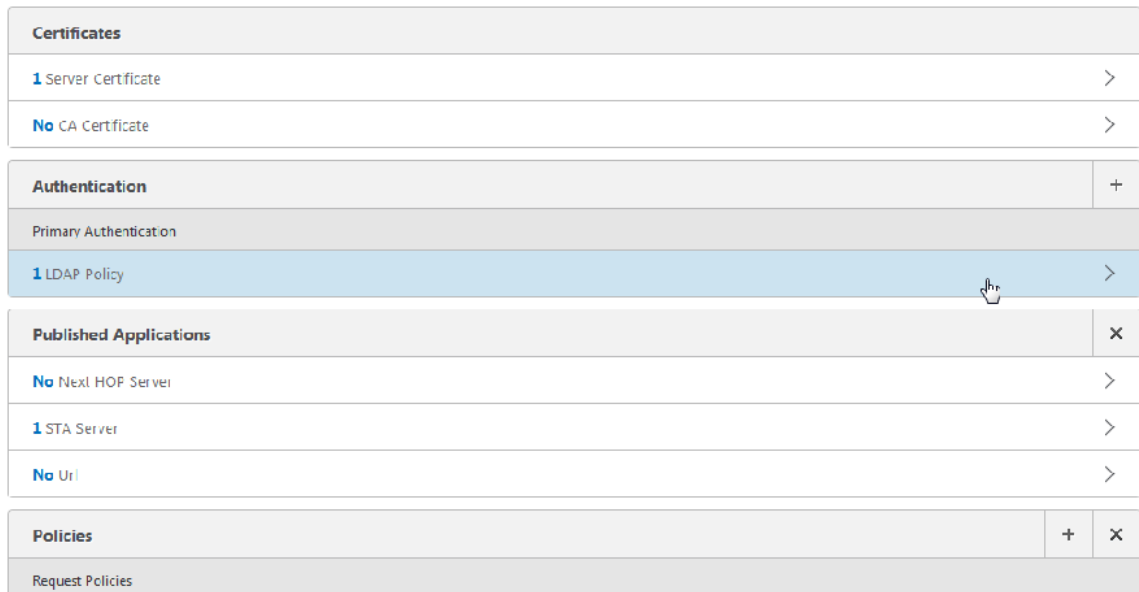 Certificates
1 Server Certificate
No CA Certificate
Authentication
+
Primary Authentication
1 LDAP Policy
Published Applications
×
No Next HOP Server
1 STA Server
No Url
Policies
+ ×
Request Policies